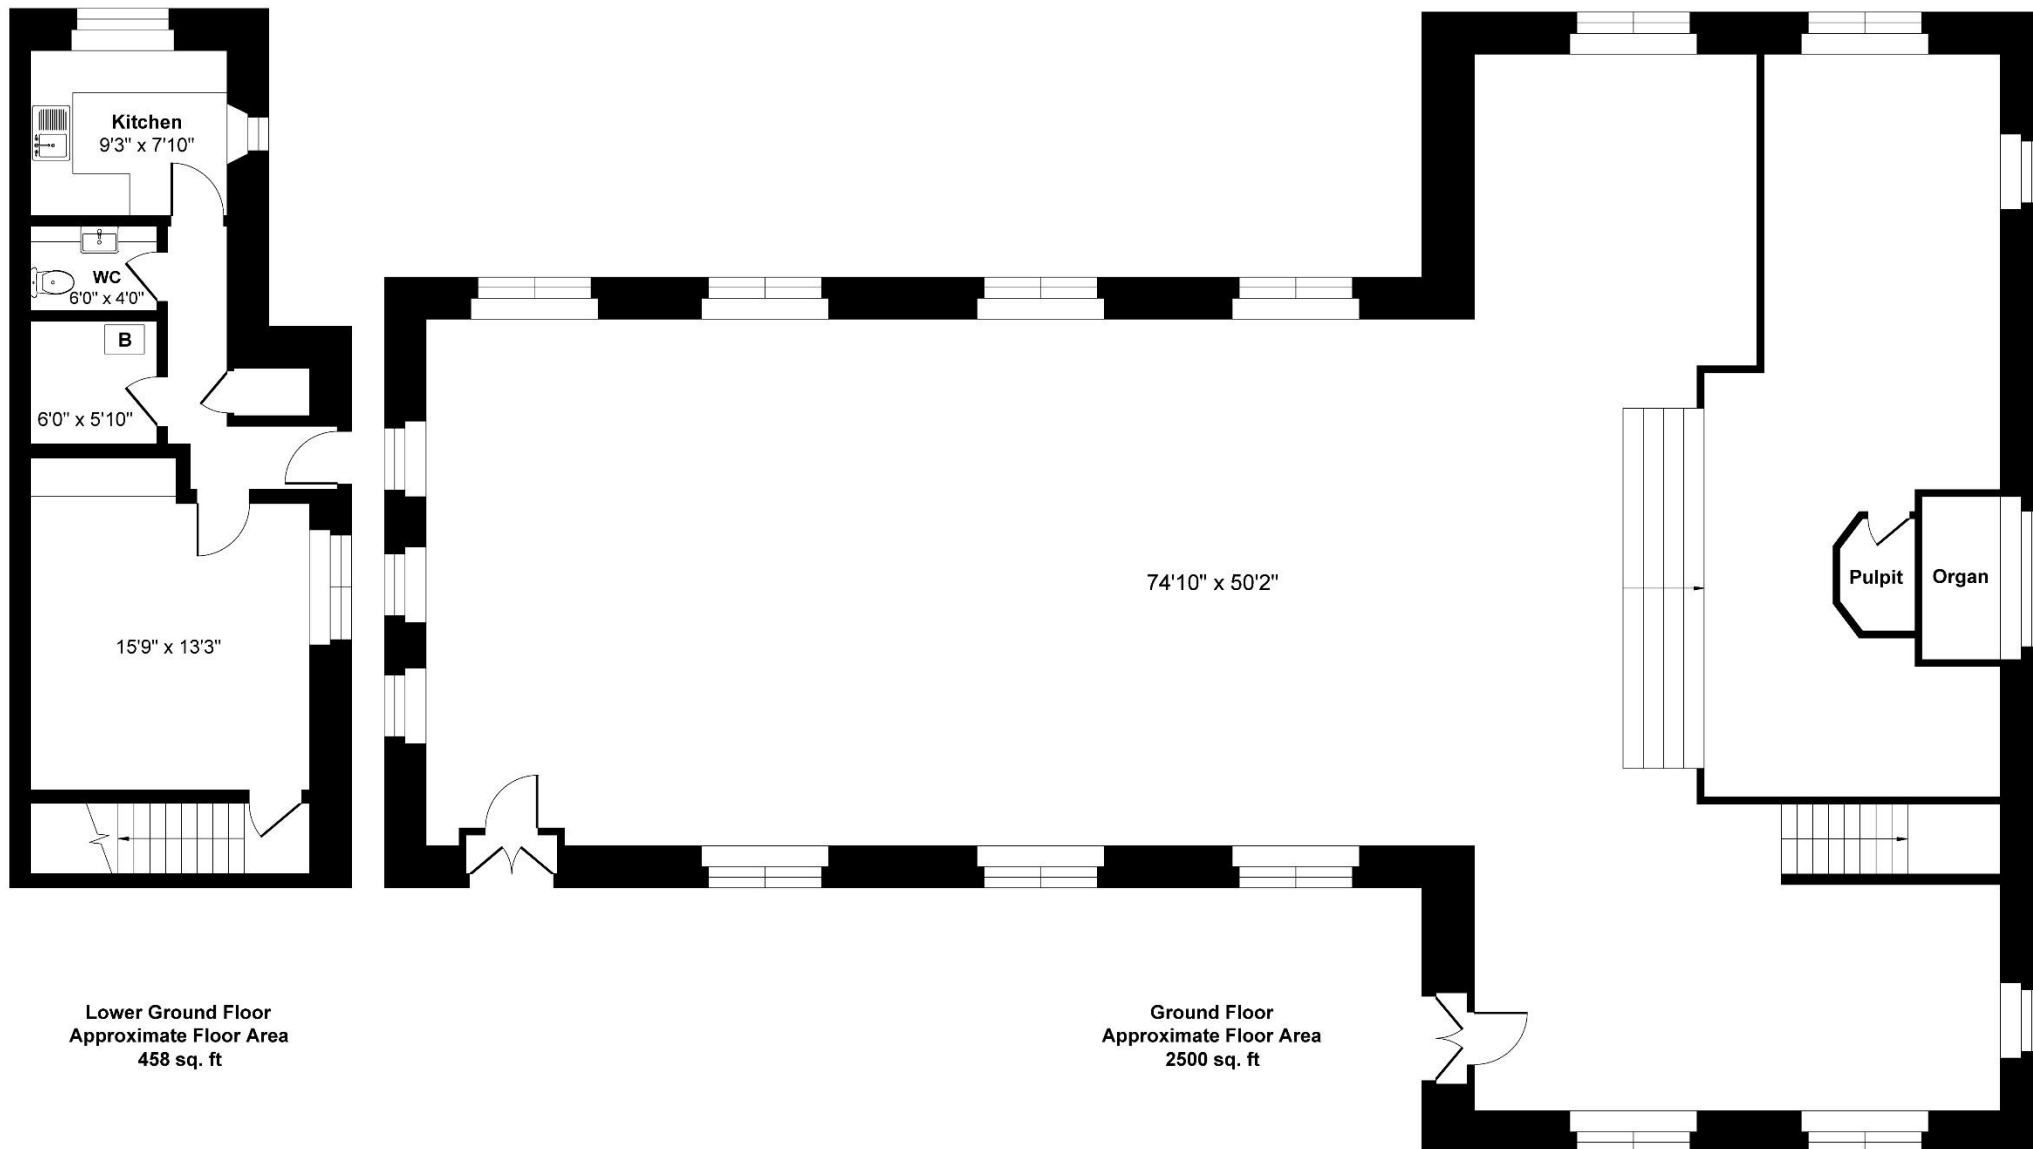 Kitchen
9'3" x 7'10"
WC
6'0" x 4'0"
B
6'0" x 5'10"
15'9" x 13'3"
Lower Ground Floor
Approximate Floor Area
458 sq. ft
74'10" x 50'2"
Pulpit
Organ
Ground Floor
Approximate Floor Area
2500 sq. ft